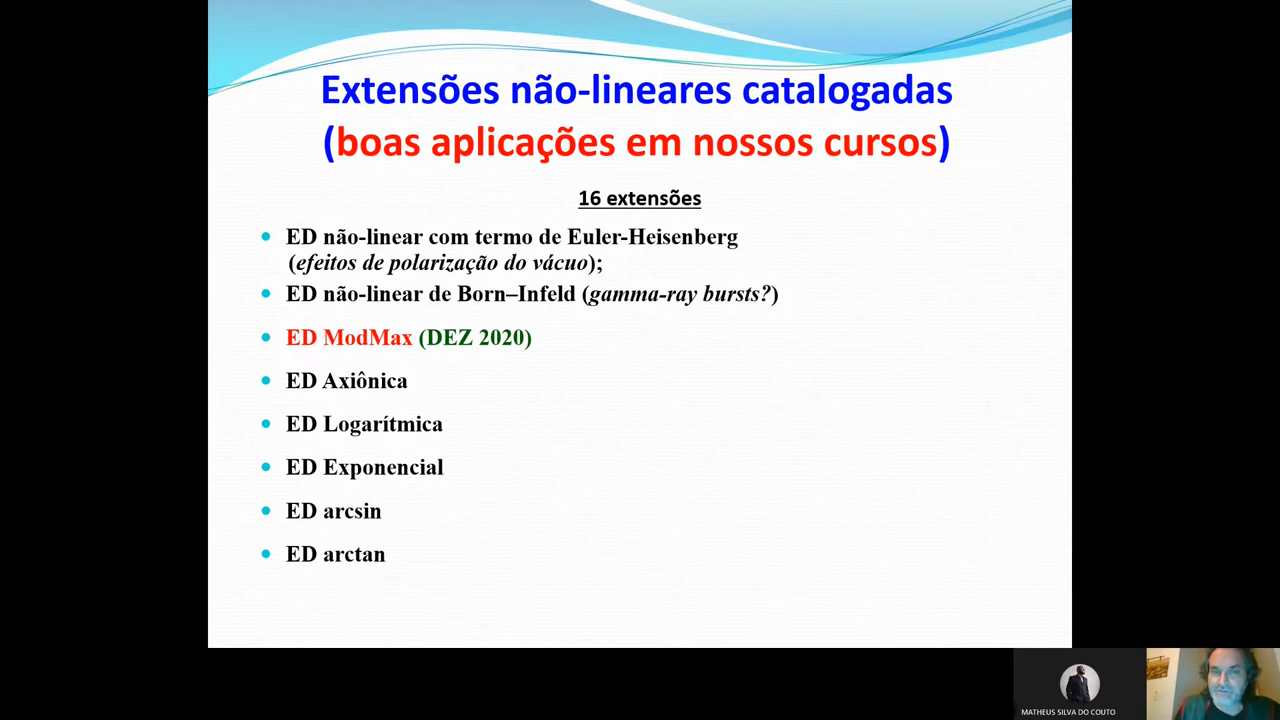 Extensões não-lineares catalogadas
(boas aplicações em nossos cursos)
16 extensões
ED não-linear com termo de Euler-Heisenberg
(efeitos de polarização do vácuo);
ED não-linear de Born–Infeld (gamma-ray bursts?)
ED ModMax (DEZ 2020)
ED Axiônica
ED Logarítmica
ED Exponencial
ED arcsin
ED arctan
MATHEUS SILVA DO COUTO